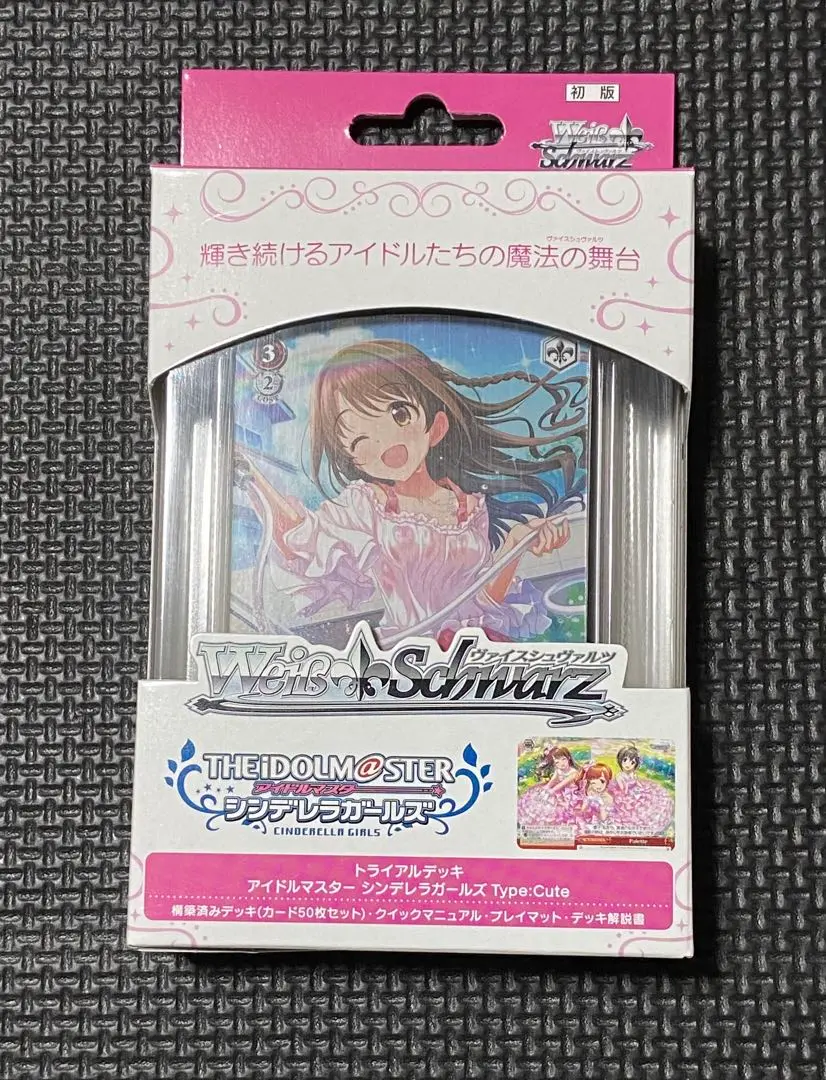 初 版
Weiß Schwarz
ヴァイスシュヴァルツ
輝き続けるアイドルたちの魔法の舞台
3
2
COST
ヴァイスシュヴァルツ
Weiß Schwarz
THE iDOLM@STER
アイドルマスター
シンデレラガールズ
CINDERELLA GIRLS
Palette
トライアルデッキ
アイドルマスター シンデレラガールズ Type:Cute
構築済みデッキ(カード50枚セット)・クイックマニュアル・プレイマット・デッキ解説書